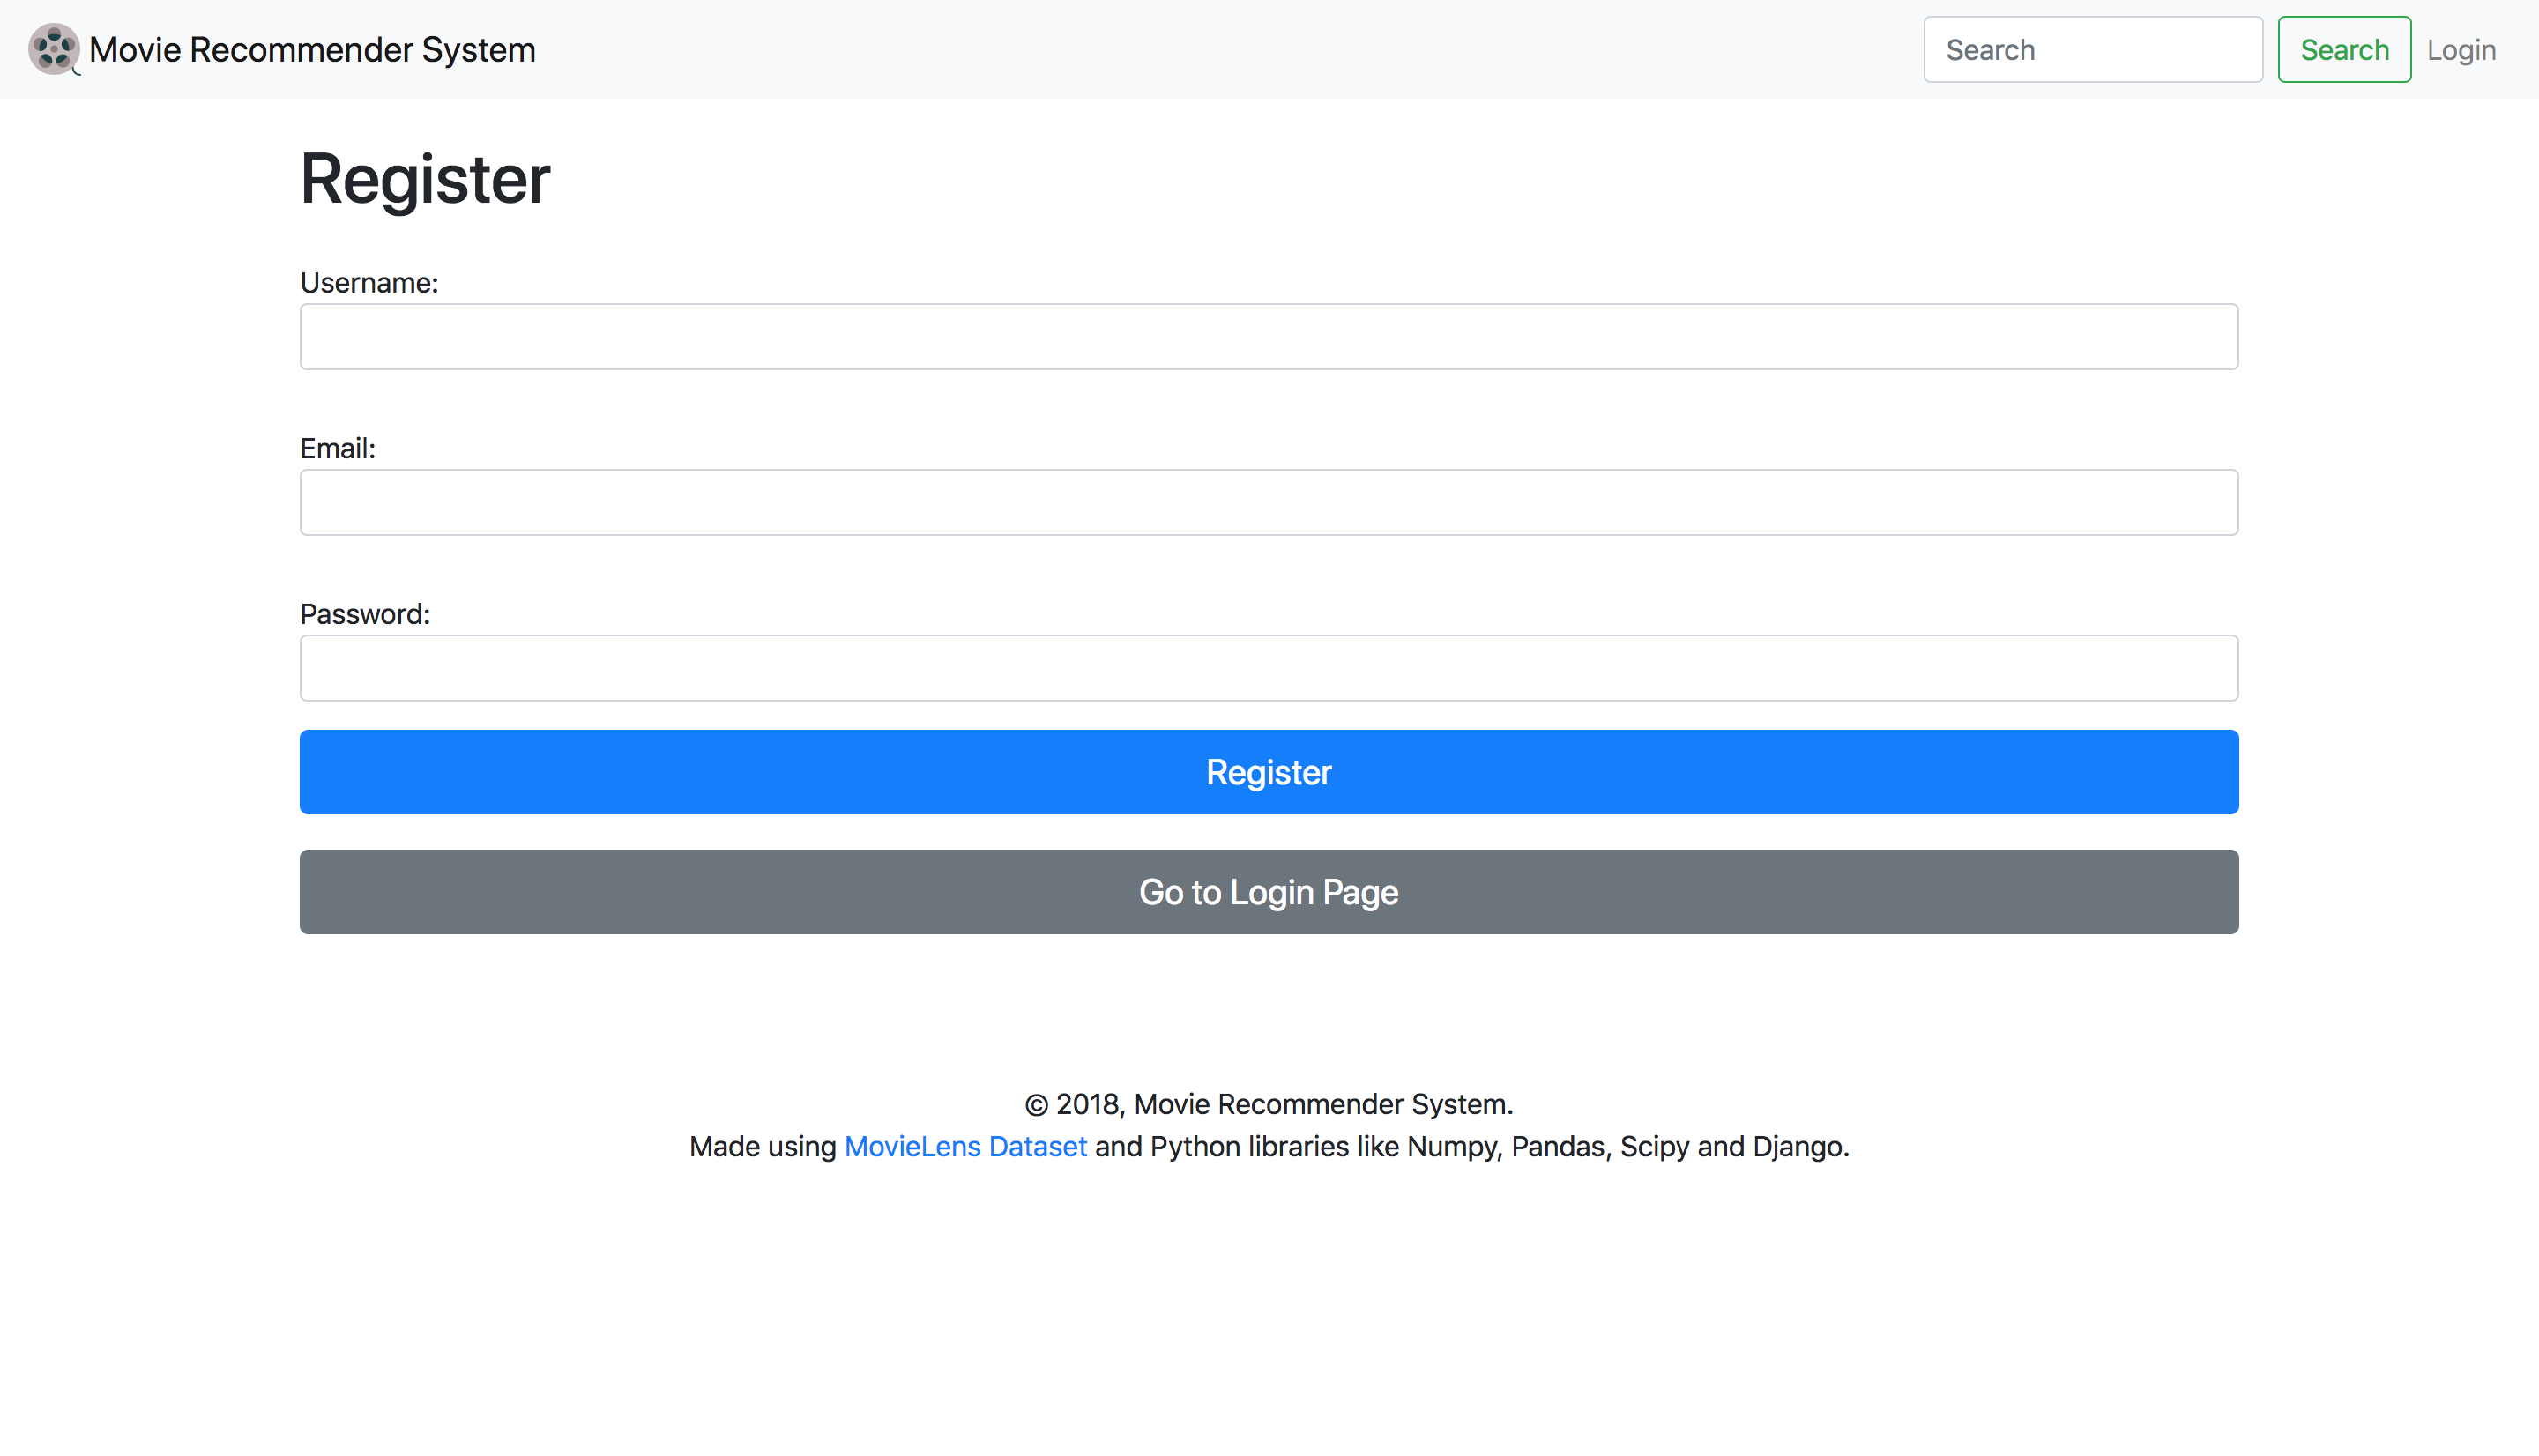 Movie Recommender System
Search
Search
Login
Register
Username:
Email:
Password:
Register
Go to Login Page
© 2018, Movie Recommender System.
Made using MovieLens Dataset and Python libraries like Numpy, Pandas, Scipy and Django.